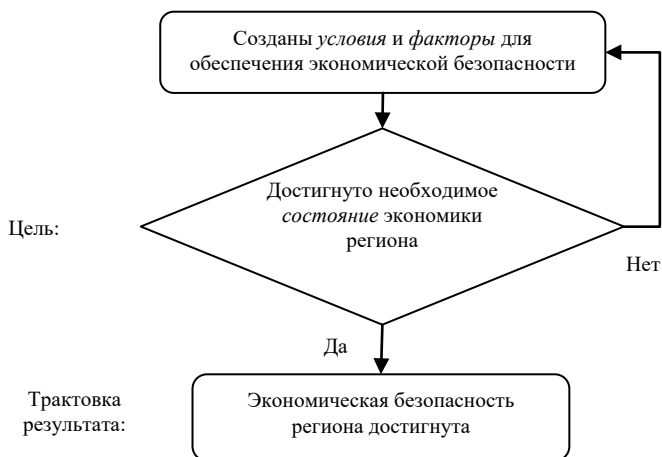 Созданы условия и факторы для
обеспечения экономической безопасности
Достигнуто необходимое
состояние экономики
региона
Цель:
Нет
Да
Трактовка
результата:
Экономическая безопасность
региона достигнута